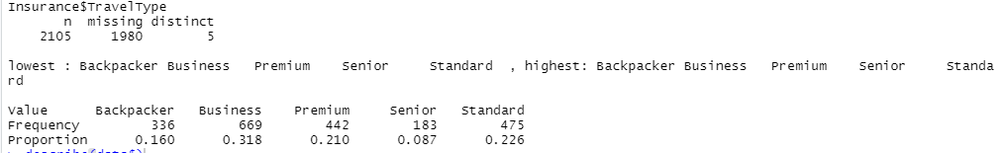 Insurance$TravelType
n missing distinct
2105 1980 5
lowest : Backpacker Business Premium Senior Standard , highest: Backpacker Business Premium Senior Standa
rd
Value Backpacker Business Premium Senior Standard
Frequency 336 669 442 183 475
Proportion 0.160 0.318 0.210 0.087 0.226